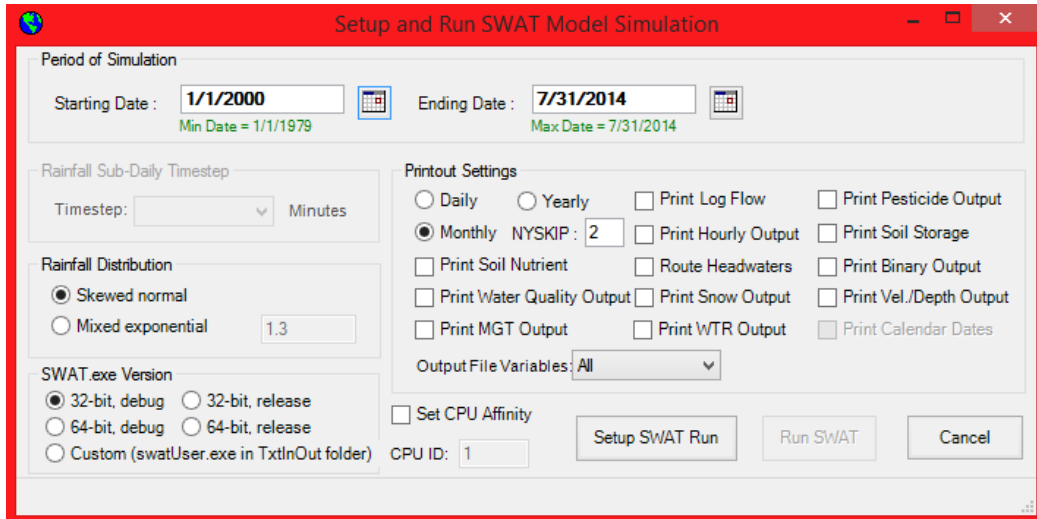 Setup and Run SWAT Model Simulation
Period of Simulation
Starting Date : 1/1/2000 Ending Date : 7/31/2014
Min Date = 1/1/1979 Max Date = 7/31/2014
Rainfall Sub-Daily Timestep
Timestep: Minutes
Rainfall Distribution
Skewed normal
Mixed exponential 1.3
SWAT.exe Version
32-bit, debug 32-bit, release
64-bit, debug 64-bit, release
Custom (swatUser.exe in TxtInOut folder)
Printout Settings
Daily Yearly Print Log Flow Print Pesticide Output
Monthly NYSKIP : 2 Print Hourly Output Print Soil Storage
Print Soil Nutrient Route Headwaters Print Binary Output
Print Water Quality Output Print Snow Output Print Vel./Depth Output
Print MGT Output Print WTR Output Print Calendar Dates
Output File Variables: All
Set CPU Affinity
CPU ID: 1
Setup SWAT Run Run SWAT Cancel